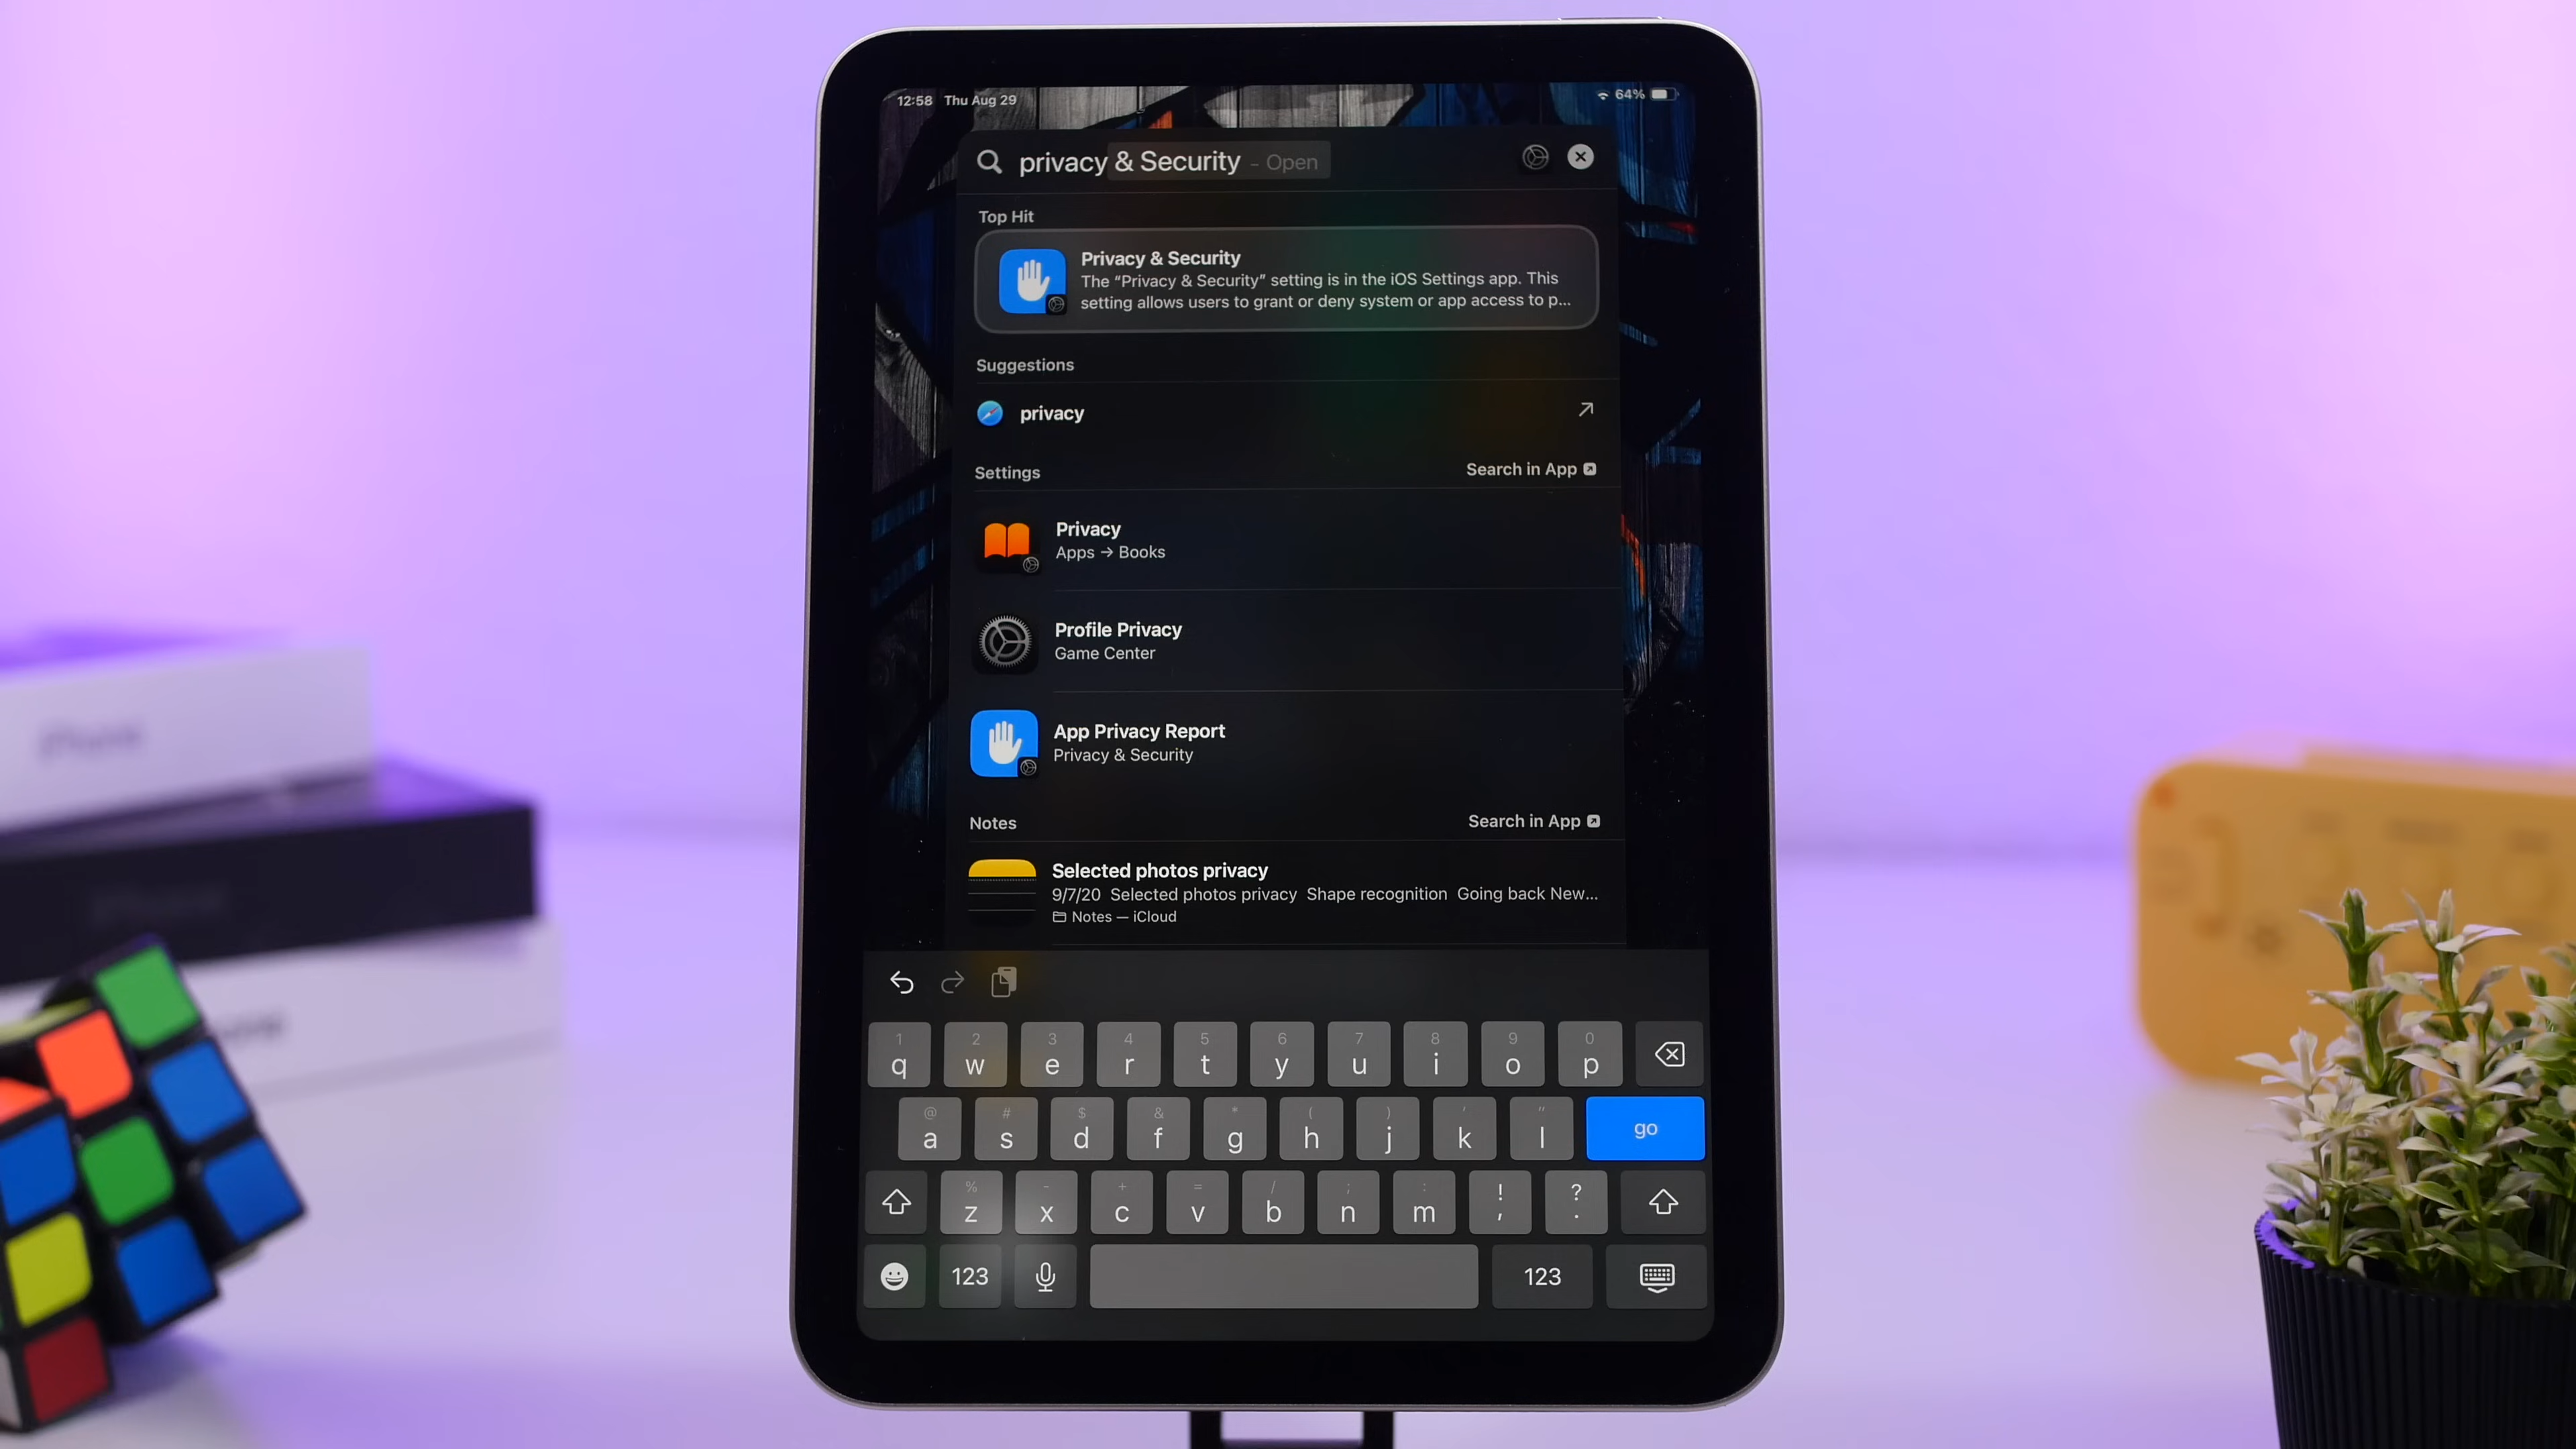 12:58 Thu Aug 29
64%
privacy & Security – Open
Top Hit
Privacy & Security
The “Privacy & Security” setting is in the iOS Settings app. This
setting allows users to grant or deny system or app access to p...
Suggestions
privacy
Settings
Search in App
Privacy
Apps → Books
Profile Privacy
Game Center
App Privacy Report
Privacy & Security
Notes
Search in App
Selected photos privacy
9/7/20 Selected photos privacy Shape recognition Going back New...
Notes — iCloud
1 2 3 4 5 6 7 8 9 0
q w e r t y u i o p
@ # $ & * ( ) ' "
a s d f g h j k l go
% - + = / ; : ! ?
z x c v b n m , .
123 123
iPhone